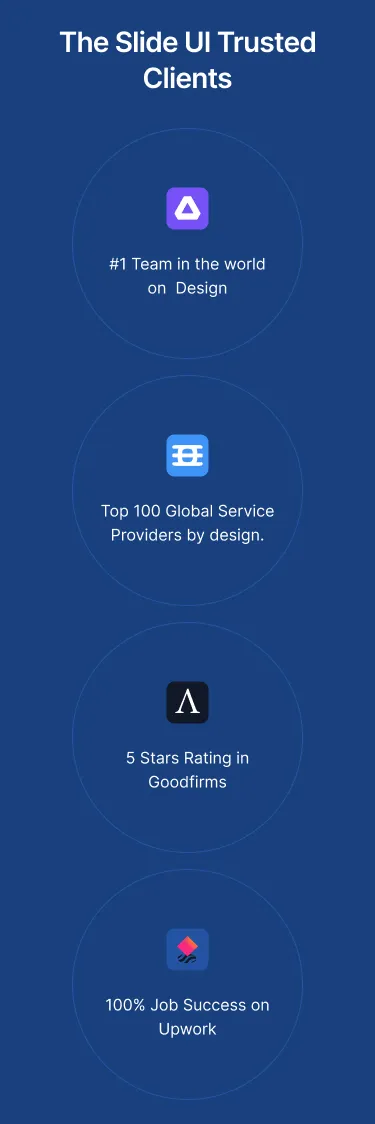 The Slide UI Trusted
Clients
#1 Team in the world
on  Design
Top 100 Global Service
Providers by design.
5 Stars Rating in
Goodfirms
100% Job Success on
Upwork